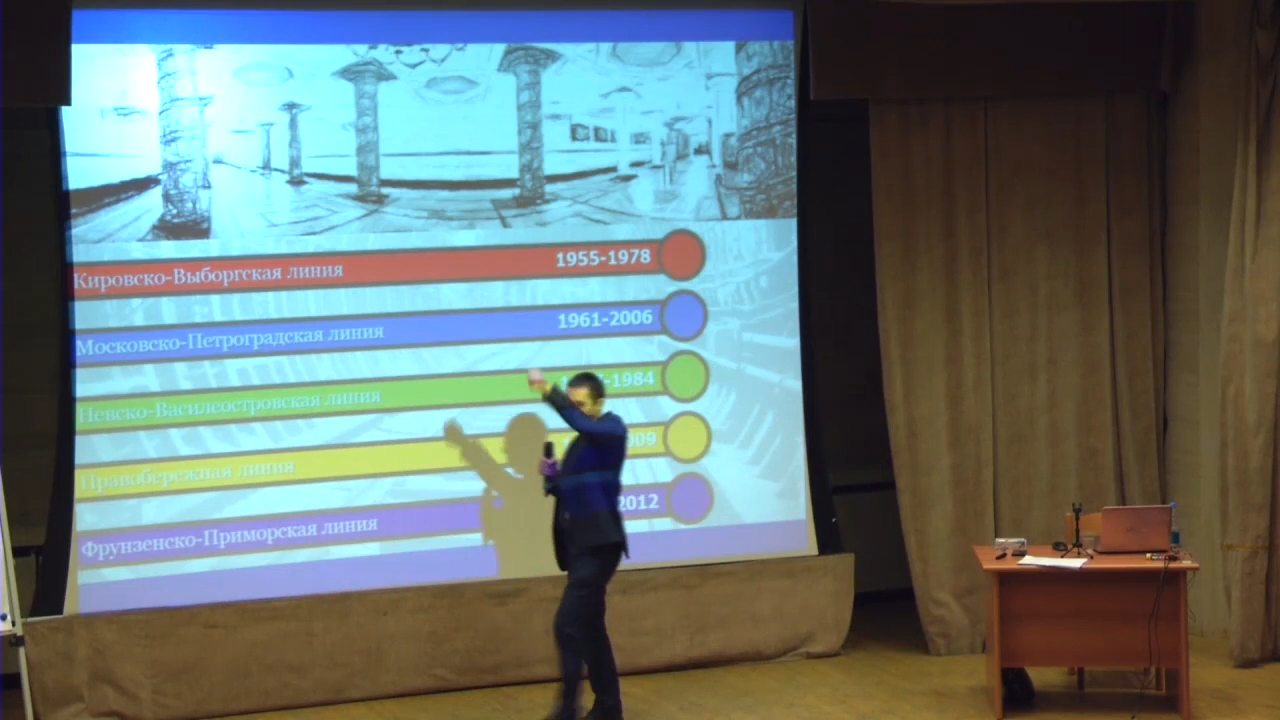 Кировско-Выборгская линия 1955-1978
Московско-Петроградская линия 1961-2006
Невско-Василеостровская линия -1984
Правобережная линия 09
Фрунзенско-Приморская линия 2012